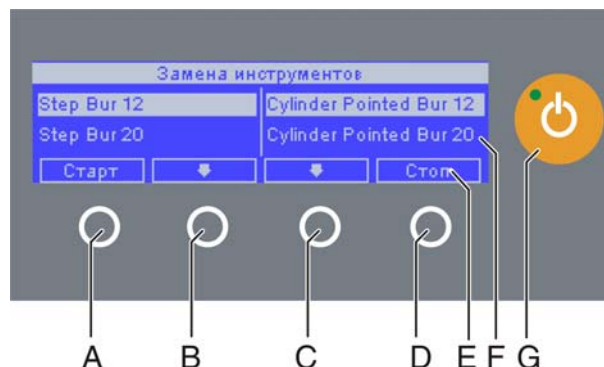 Замена инструментов
Step Bur 12 Cylinder Pointed Bur 12
Step Bur 20 Cylinder Pointed Bur 20
Старт Стоп
A B C D E F G